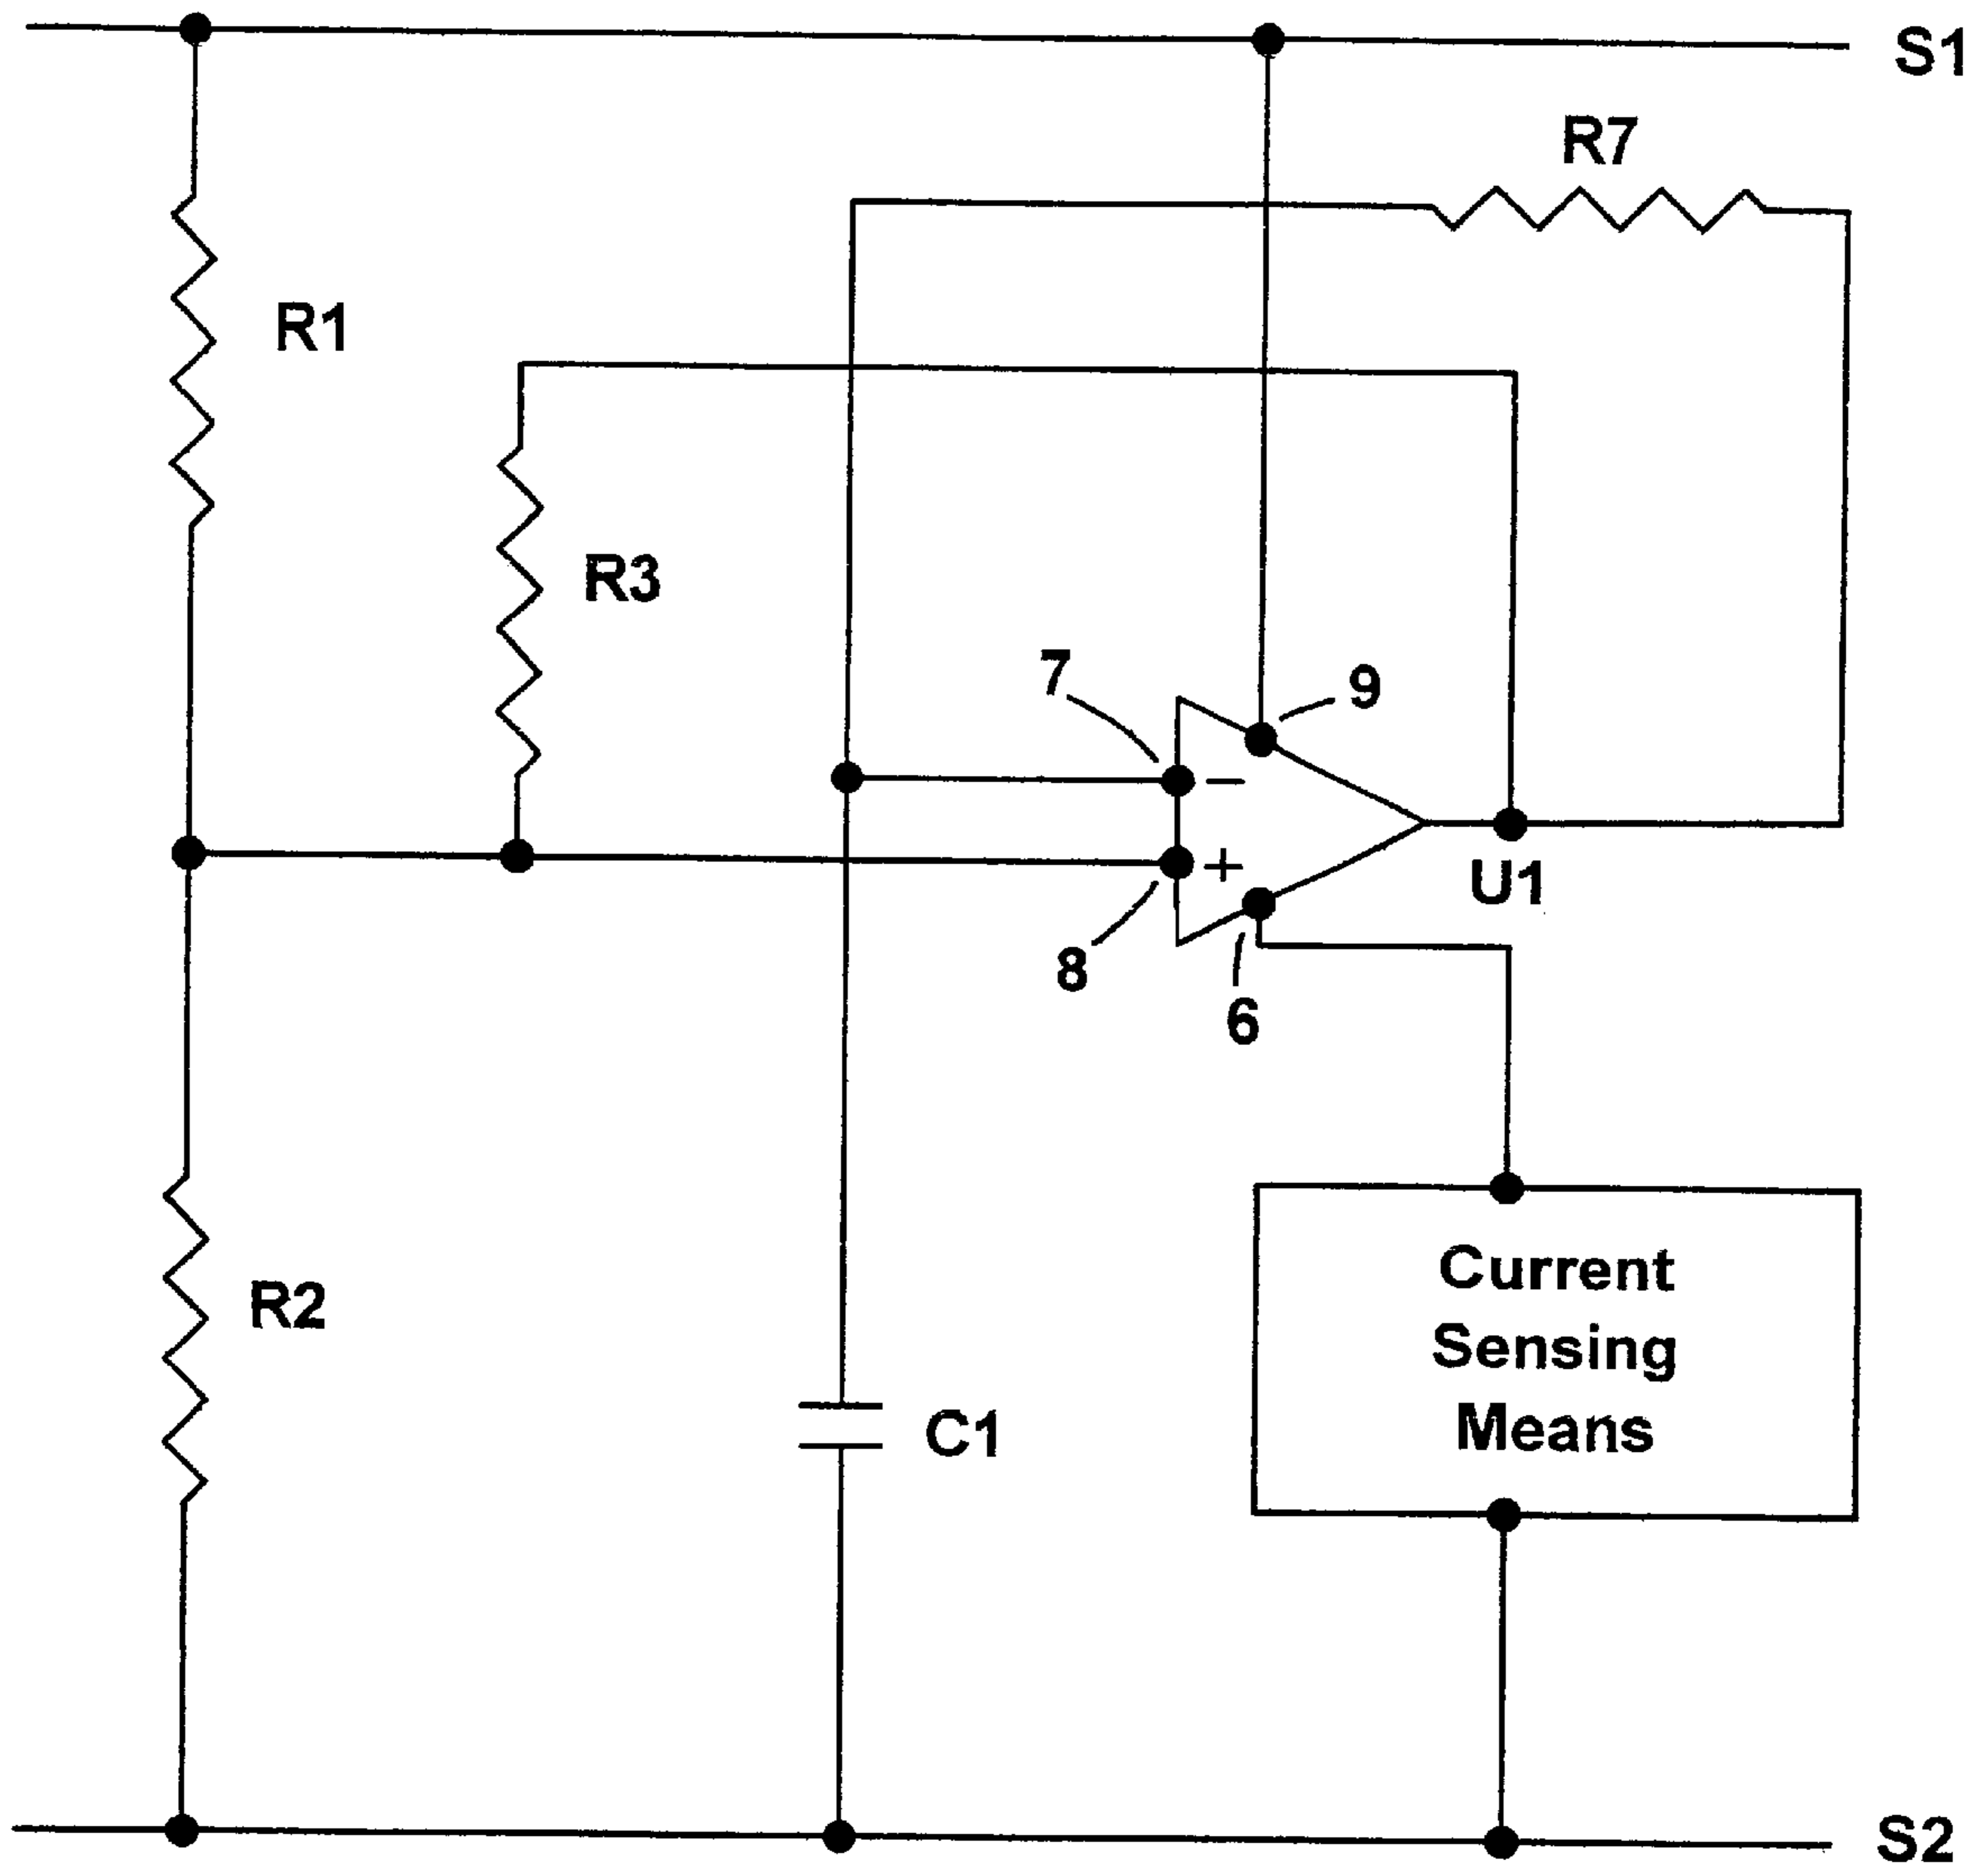 S1
R7
R1
R3
7
9
−
+
U1
8
6
Current
Sensing
Means
R2
C1
S2